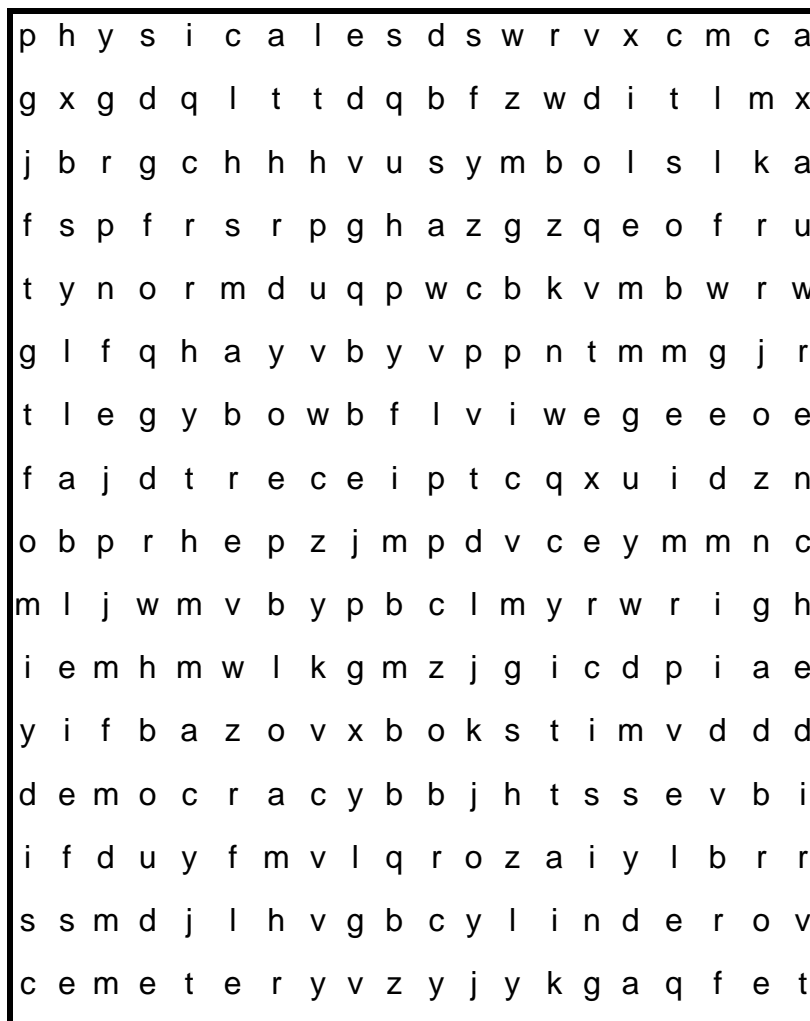 p h y s i c a l e s d s w r v x c m c a
g x g d q l t t d q b f z w d i t l m x
j b r g c h h h v u s y m b o l s l k a
f s p f r s r p g h a z g z q e o f r u
t y n o r m d u q p w c b k v m b w r w
g l f q h a y v b y v p p n t m m g j r
t l e g y b o w b f l v i w e g e e o e
f a j d t r e c e i p t c q x u i d z n
o b p r h e p z j m p d v c e y m m n c
m l j w m v b y p b c l m y r w r i g h
i e m h m w l k g m z j g i c d p i a e
y i f b a z o v x b o k s t i m v d d d
d e m o c r a c y b b j h t s s e v b i
i f d u y f m v l q r o z a i y l b r r
s s m d j l h v g b c y l i n d e r o v
c e m e t e r y v z y j y k g a q f e t